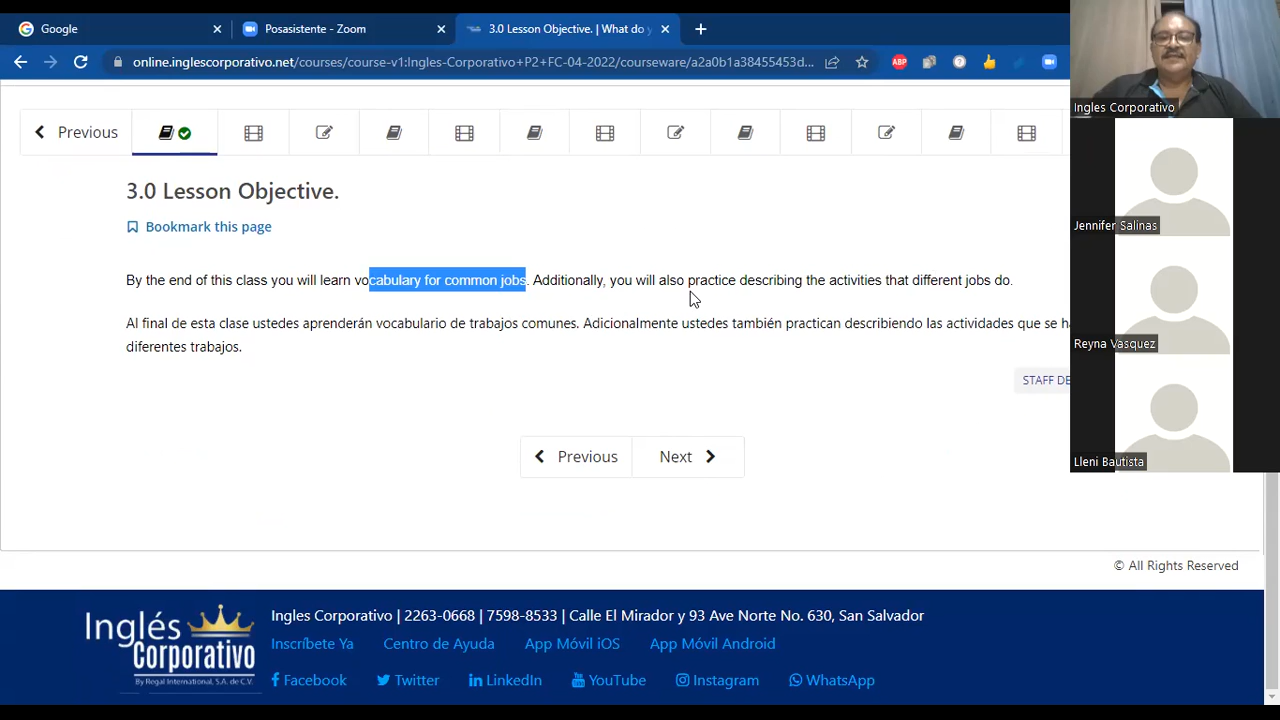 Google
Posasistente - Zoom
3.0 Lesson Objective. | What do y
online.inglescorporativo.net/courses/course-v1:Ingles-Corporativo+P2+FC-04-2022/courseware/a2a0b1a38455453d...
ABP
Previous
3.0 Lesson Objective.
Bookmark this page
By the end of this class you will learn vocabulary for common jobs. Additionally, you will also practice describing the activities that different jobs do.
Al final de esta clase ustedes aprenderán vocabulario de trabajos comunes. Adicionalmente ustedes también practican describiendo las actividades que se ha
diferentes trabajos.
STAFF DE
Previous
Next
© All Rights Reserved
Inglés
Corporativo
By Regal International, S.A. de C.V.
Ingles Corporativo | 2263-0668 | 7598-8533 | Calle El Mirador y 93 Ave Norte No. 630, San Salvador
Inscríbete Ya
Centro de Ayuda
App Móvil iOS
App Móvil Android
Facebook
Twitter
LinkedIn
YouTube
Instagram
WhatsApp
Ingles Corporativo
Jennifer Salinas
Reyna Vasquez
Lleni Bautista